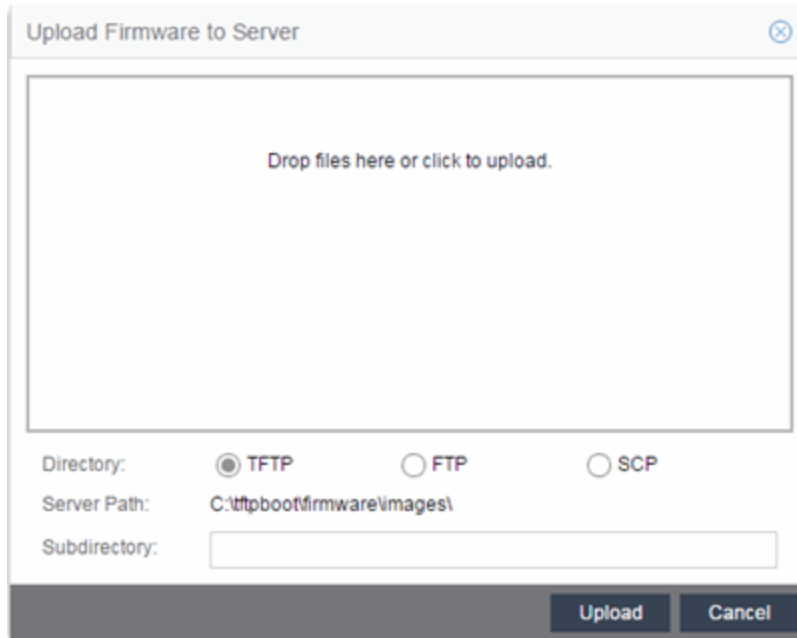 Upload Firmware to Server
Drop files here or click to upload.
Directory: TFTP FTP SCP
Server Path: C:\tftpboot\firmware\images\
Subdirectory:
Upload Cancel